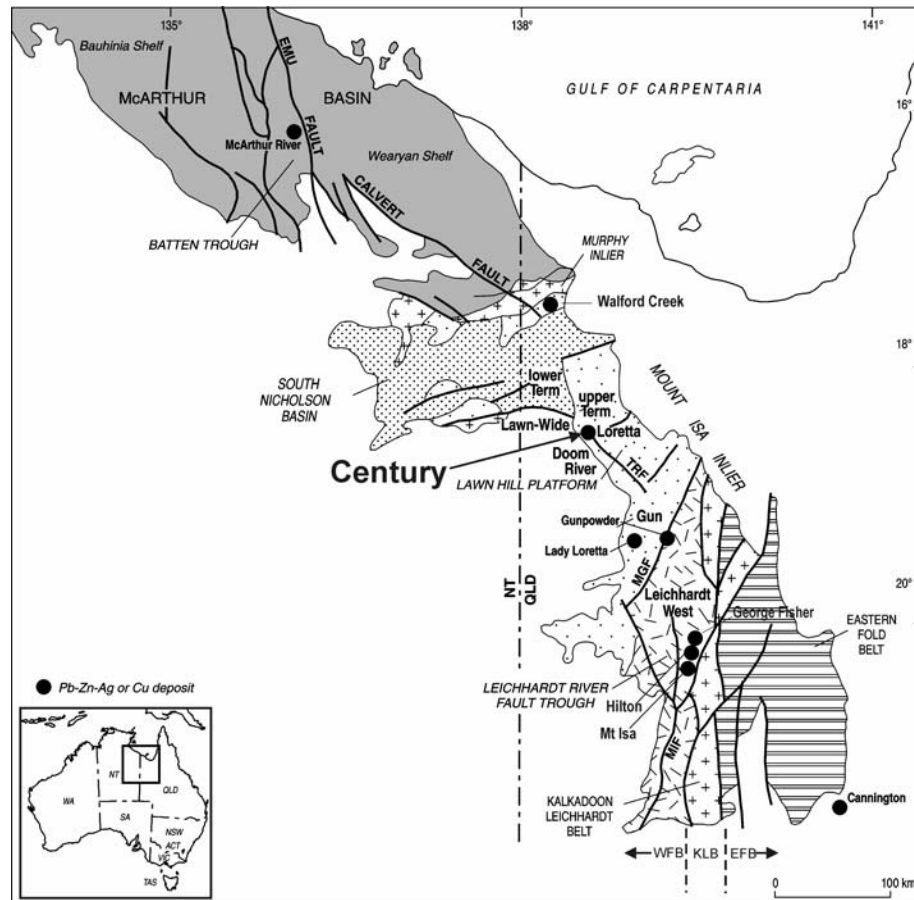 135°
138°
141°
Bauhinia Shelf
EMU
FAULT
McARTHUR
BASIN
GULF OF CARPENTARIA
16°
McArthur River
Wearyan Shelf
CALVERT
FAULT
BATTEN TROUGH
MURPHY
INLIER
Walford Creek
18°
SOUTH
NICHOLSON
BASIN
lower
Term
upper
Term
MOUNT ISA INLIER
Lawn-Wide
Loretta
Century
Doom
River
TRF
LAWN HILL PLATFORM
Gunpowder
Gun
Lady Loretta
MGF
20°
NT
QLD
Leichhardt
West
George Fisher
EASTERN
FOLD
BELT
LEICHHARDT RIVER
FAULT TROUGH
Hilton
Mt Isa
MIF
KALKADOON
LEICHHARDT
BELT
Cannington
WFB
KLB
EFB
0
100 km
Pb-Zn-Ag or Cu deposit
NT
WA
QLD
SA
NSW
ACT
VIC
TAS